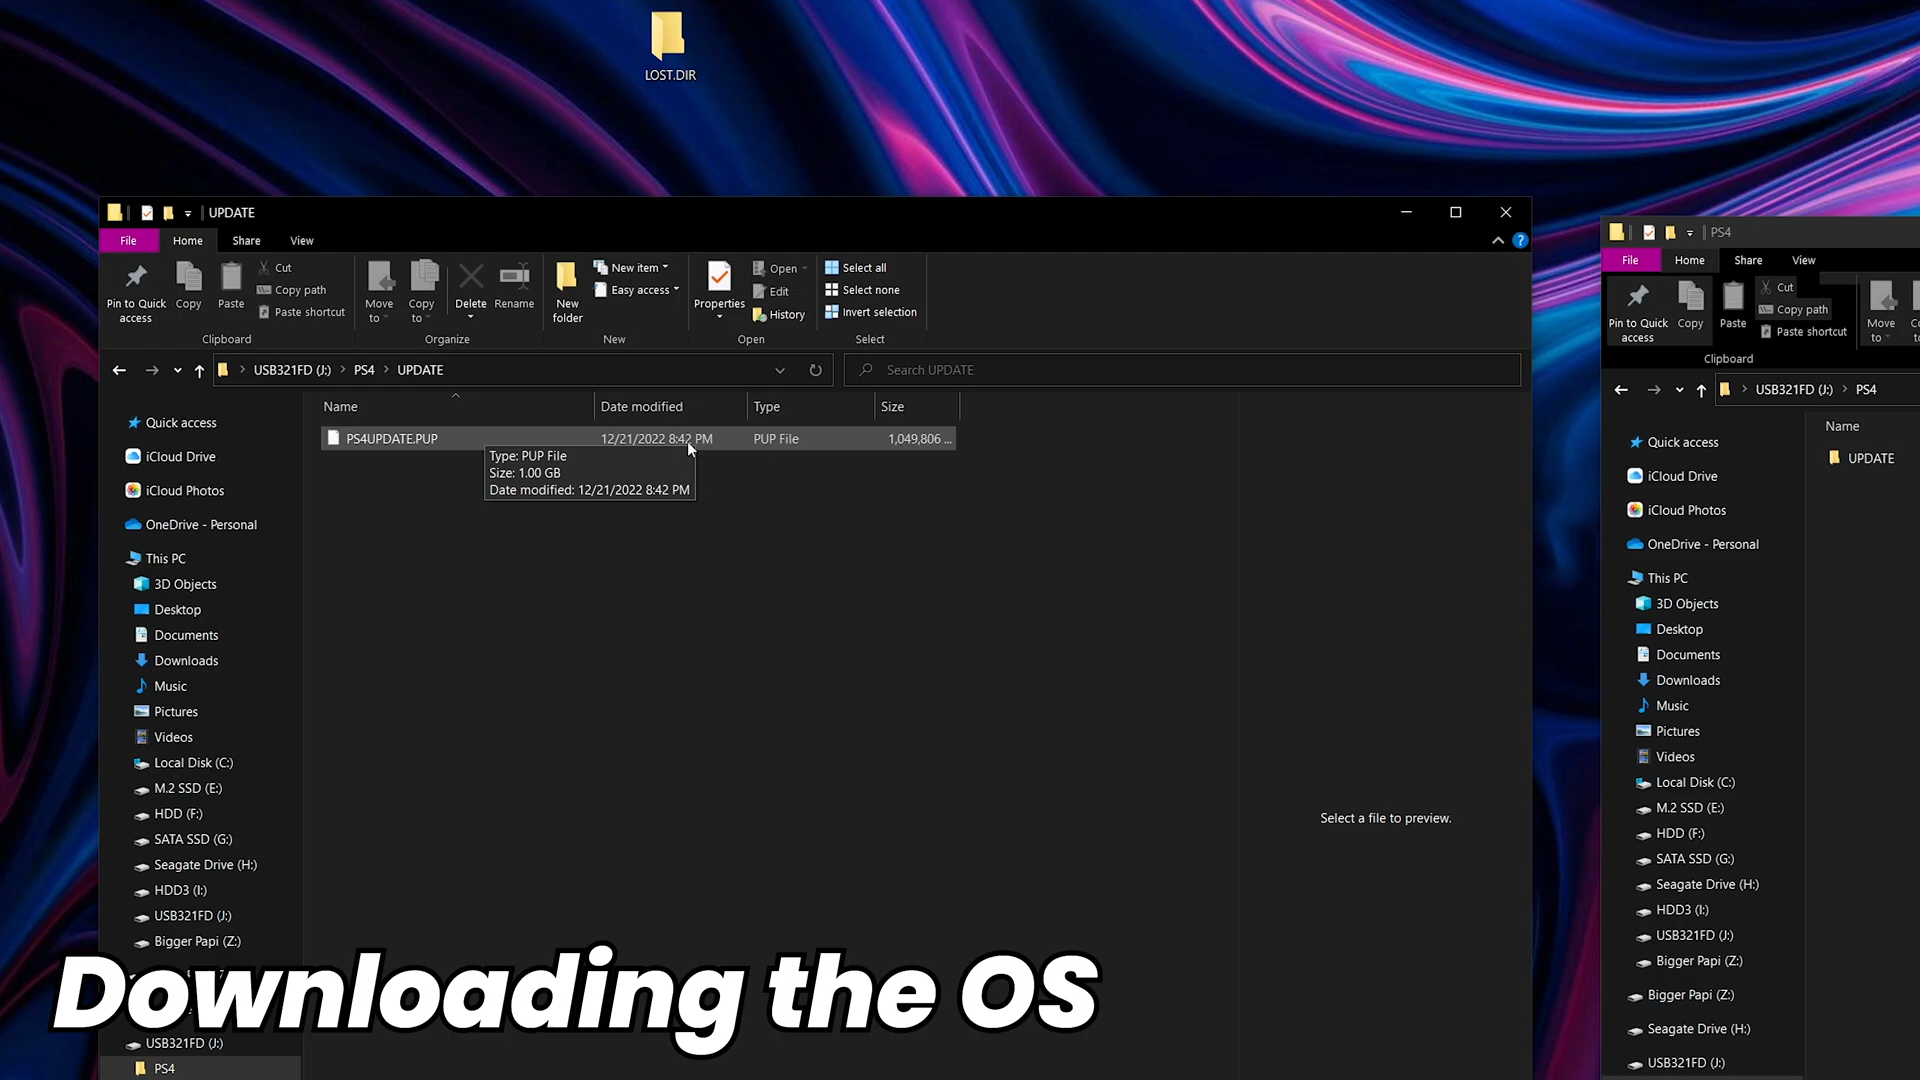 LOST.DIR
UPDATE
File Home Share View
Pin to Quick access
Copy
Paste
Cut
Copy path
Paste shortcut
Clipboard
Move to
Copy to
Delete
Rename
Organize
New folder
New item
Easy access
New
Properties
Open
Edit
History
Open
Select all
Select none
Invert selection
Select
USB321FD (J:) > PS4 > UPDATE
Search UPDATE
Name Date modified Type Size
PS4UPDATE.PUP 12/21/2022 8:42 PM PUP File 1,049,806 ...
Type: PUP File
Size: 1.00 GB
Date modified: 12/21/2022 8:42 PM
Quick access
iCloud Drive
iCloud Photos
OneDrive - Personal
This PC
3D Objects
Desktop
Documents
Downloads
Music
Pictures
Videos
Local Disk (C:)
M.2 SSD (E:)
HDD (F:)
SATA SSD (G:)
Seagate Drive (H:)
HDD3 (I:)
USB321FD (J:)
Bigger Papi (Z:)
USB321FD (J:)
PS4
Select a file to preview.
PS4
File Home Share View
Pin to Quick access
Copy
Paste
Cut
Copy path
Paste shortcut
Clipboard
Move to
USB321FD (J:) > PS4
Name
UPDATE
Quick access
iCloud Drive
iCloud Photos
OneDrive - Personal
This PC
3D Objects
Desktop
Documents
Downloads
Music
Pictures
Videos
Local Disk (C:)
M.2 SSD (E:)
HDD (F:)
SATA SSD (G:)
Seagate Drive (H:)
HDD3 (I:)
USB321FD (J:)
Bigger Papi (Z:)
Bigger Papi (Z:)
Seagate Drive (H:)
USB321FD (J:)
Downloading the OS